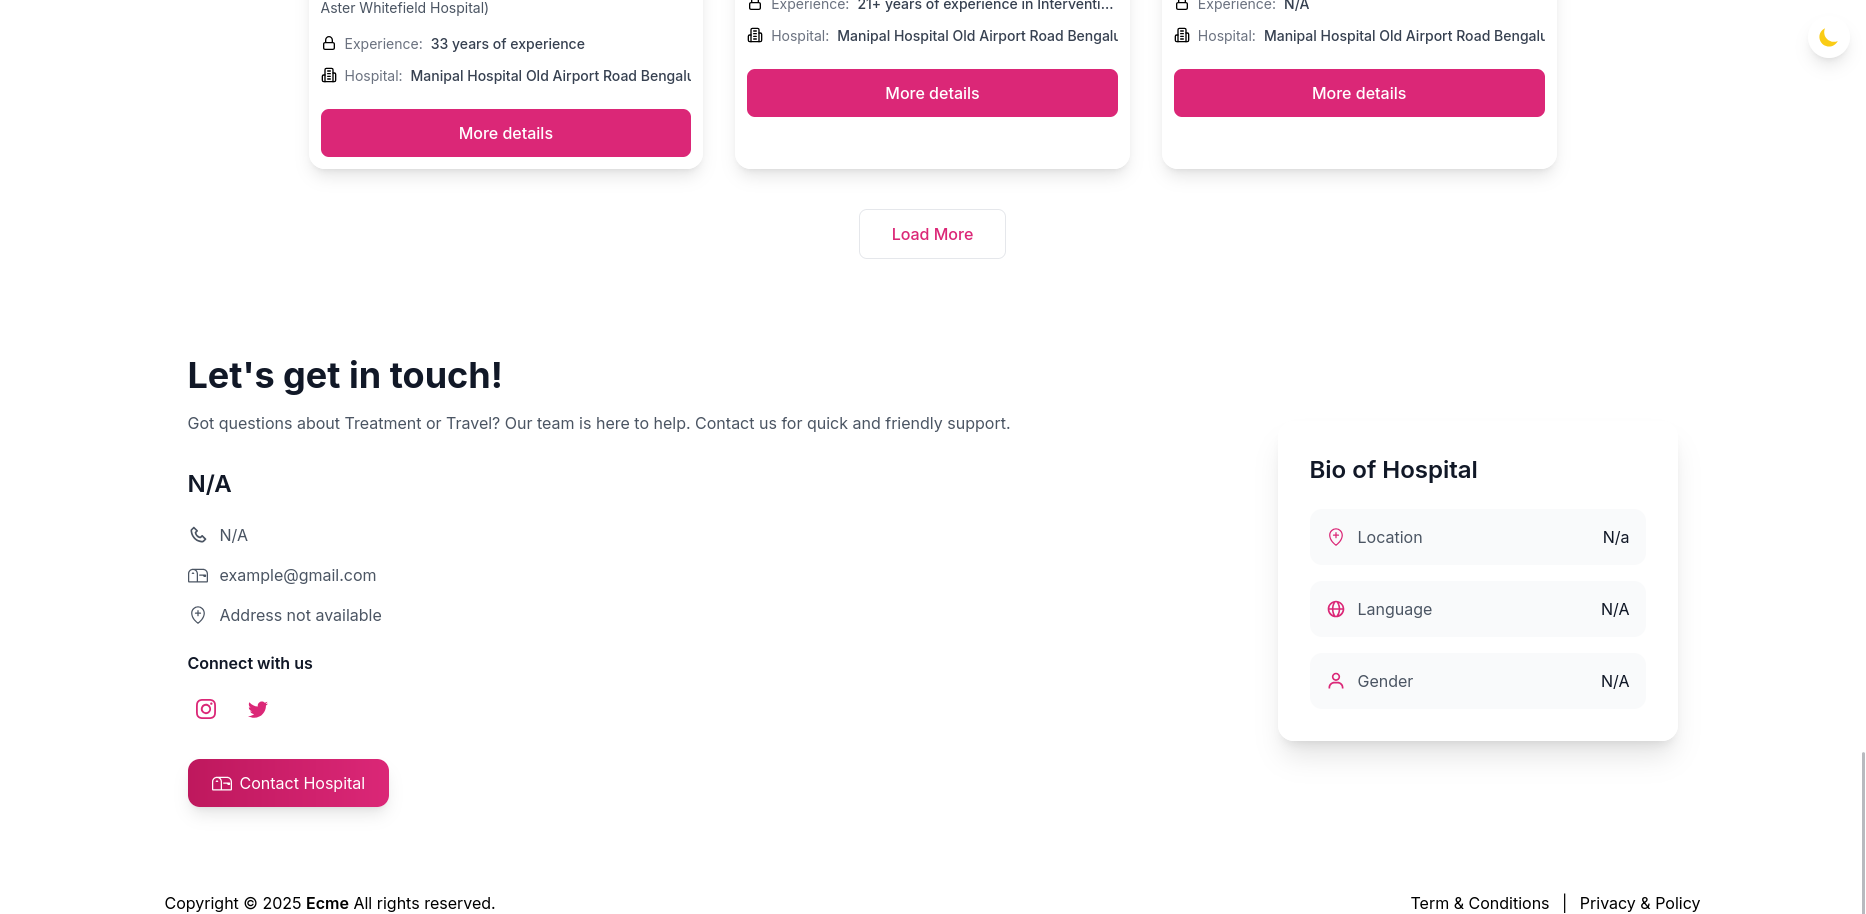 Aster Whitefield Hospital)
Experience: 33 years of experience
Hospital: Manipal Hospital Old Airport Road Bengalu
More details
Experience: 21+ years of experience in Interventi...
Hospital: Manipal Hospital Old Airport Road Bengalu
More details
Experience: N/A
Hospital: Manipal Hospital Old Airport Road Bengalu
More details
Load More
Let's get in touch!
Got questions about Treatment or Travel? Our team is here to help. Contact us for quick and friendly support.
N/A
N/A
example@gmail.com
Address not available
Connect with us
Contact Hospital
Bio of Hospital
Location N/a
Language N/A
Gender N/A
Copyright © 2025 Ecme All rights reserved.
Term & Conditions | Privacy & Policy